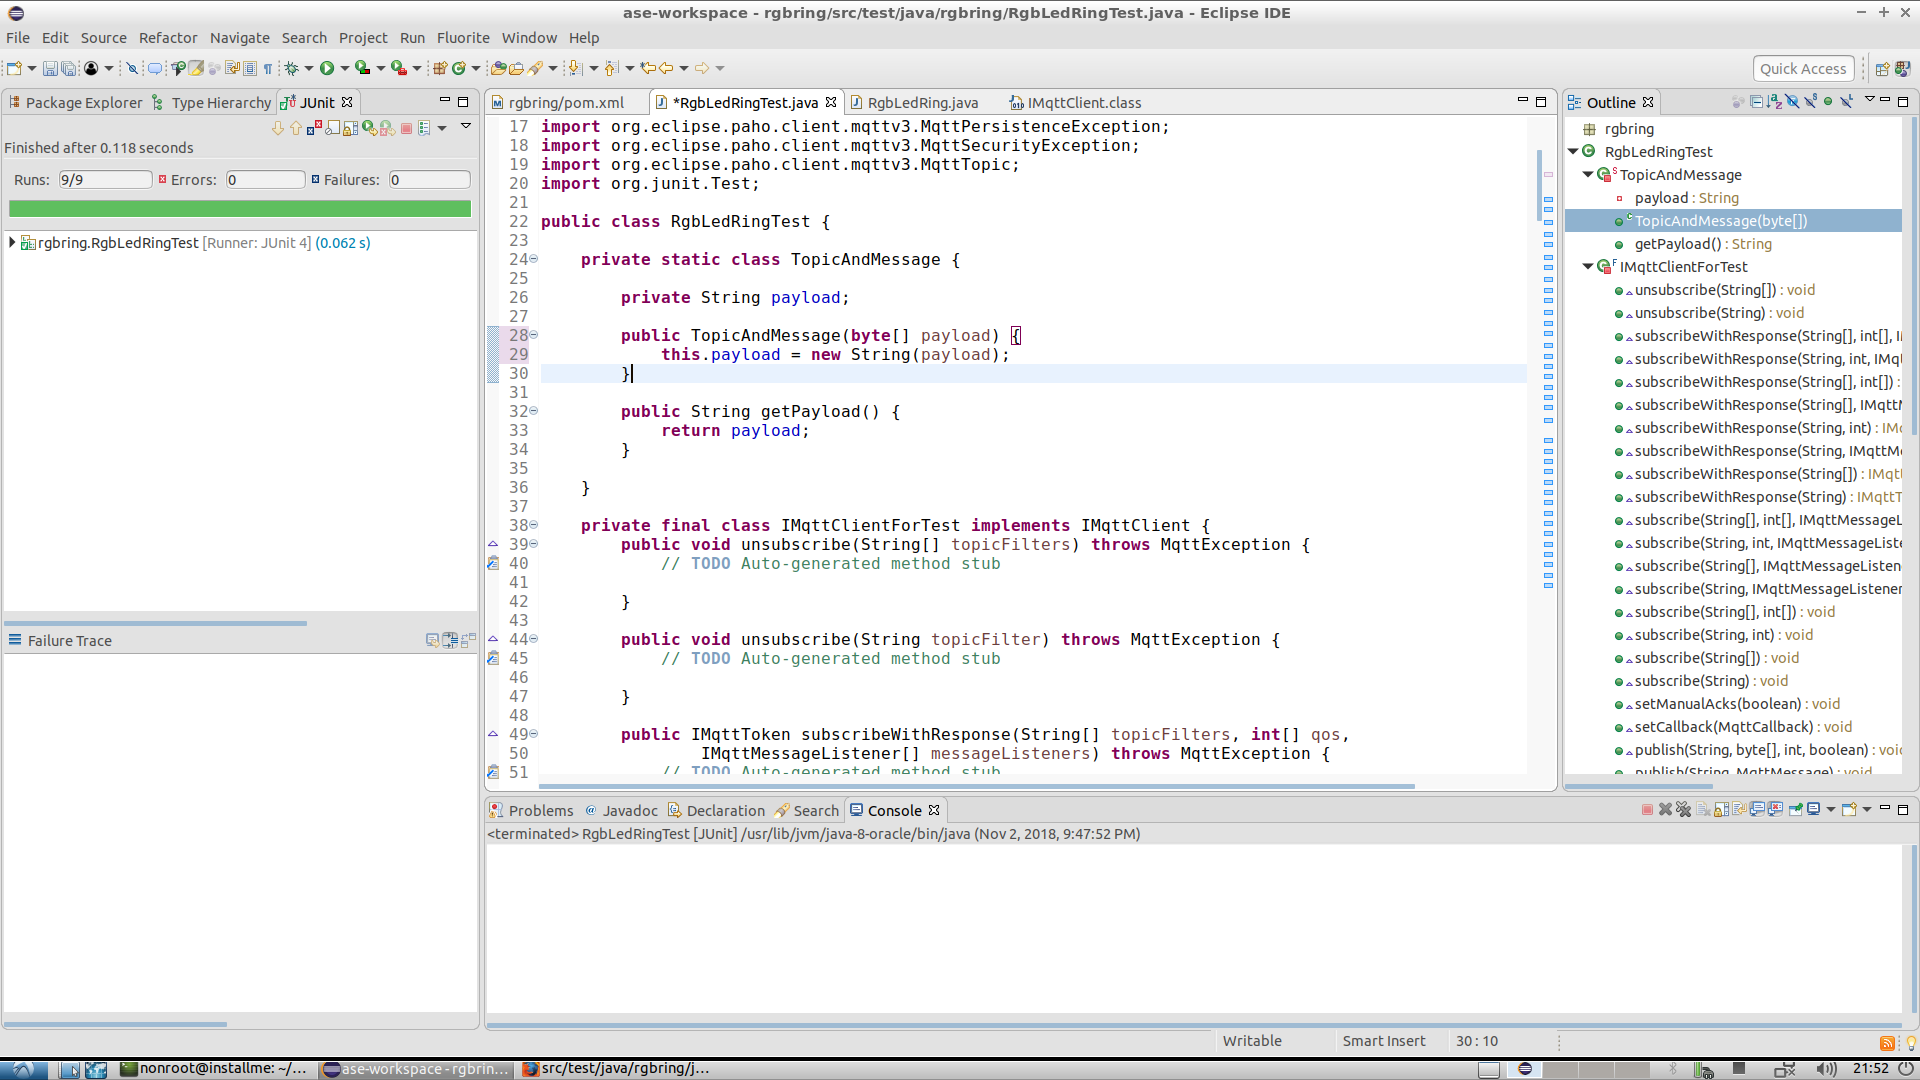 ase-workspace - rgbring/src/test/java/rgbring/RgbLedRingTest.java - Eclipse IDE
File Edit Source Refactor Navigate Search Project Run Fluorite Window Help
Quick Access
Package Explorer Type Hierarchy JUnit
Finished after 0.118 seconds
Runs: 9/9 Errors: 0 Failures: 0
rgbring.RgbLedRingTest [Runner: JUnit 4] (0.062 s)
Failure Trace
rgbring/pom.xml *RgbLedRingTest.java RgbLedRing.java IMqttClient.class
17 import org.eclipse.paho.client.mqttv3.MqttPersistenceException;
18 import org.eclipse.paho.client.mqttv3.MqttSecurityException;
19 import org.eclipse.paho.client.mqttv3.MqttTopic;
20 import org.junit.Test;
21
22 public class RgbLedRingTest {
23
24 private static class TopicAndMessage {
25
26 private String payload;
27
28 public TopicAndMessage(byte[] payload) {
29 this.payload = new String(payload);
30 }
31
32 public String getPayload() {
33 return payload;
34 }
35
36 }
37
38 private final class IMqttClientForTest implements IMqttClient {
39 public void unsubscribe(String[] topicFilters) throws MqttException {
40 // TODO Auto-generated method stub
41
42 }
43
44 public void unsubscribe(String topicFilter) throws MqttException {
45 // TODO Auto-generated method stub
46
47 }
48
49 public IMqttToken subscribeWithResponse(String[] topicFilters, int[] qos,
50 IMqttMessageListener[] messageListeners) throws MqttException {
51 // TODO Auto-generated method stub
Outline
rgbring
RgbLedRingTest
TopicAndMessage
payload : String
TopicAndMessage(byte[])
getPayload() : String
IMqttClientForTest
unsubscribe(String[]) : void
unsubscribe(String) : void
subscribeWithResponse(String[], int[], I
subscribeWithResponse(String, int, IMqt
subscribeWithResponse(String[], int[]) :
subscribeWithResponse(String[], IMqtt
subscribeWithResponse(String, int) : IM
subscribeWithResponse(String, IMqttM
subscribeWithResponse(String[]) : IMqt
subscribeWithResponse(String) : IMqttT
subscribe(String[], int[], IMqttMessageL
subscribe(String, int, IMqttMessageListe
subscribe(String[], IMqttMessageListen
subscribe(String, IMqttMessageListener
subscribe(String[], int[]) : void
subscribe(String, int) : void
subscribe(String[]) : void
subscribe(String) : void
setManualAcks(boolean) : void
setCallback(MqttCallback) : void
publish(String, byte[], int, boolean) : voi
publish(String, MqttMessage) : void
Problems Javadoc Declaration Search Console
<terminated> RgbLedRingTest [JUnit] /usr/lib/jvm/java-8-oracle/bin/java (Nov 2, 2018, 9:47:52 PM)
Writable Smart Insert 30 : 10
nonroot@installme: ~/... ase-workspace - rgbrin... src/test/java/rgbring/j... 21:52